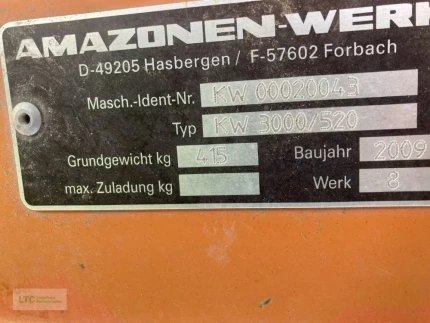 AMAZONEN-WERK
D-49205 Hasbergen / F-57602 Forbach
Masch.-Ident-Nr. KW 00020043
Typ KW 3000/520
Grundgewicht kg 415 Baujahr 2009
max. Zuladung kg Werk 8
LTC